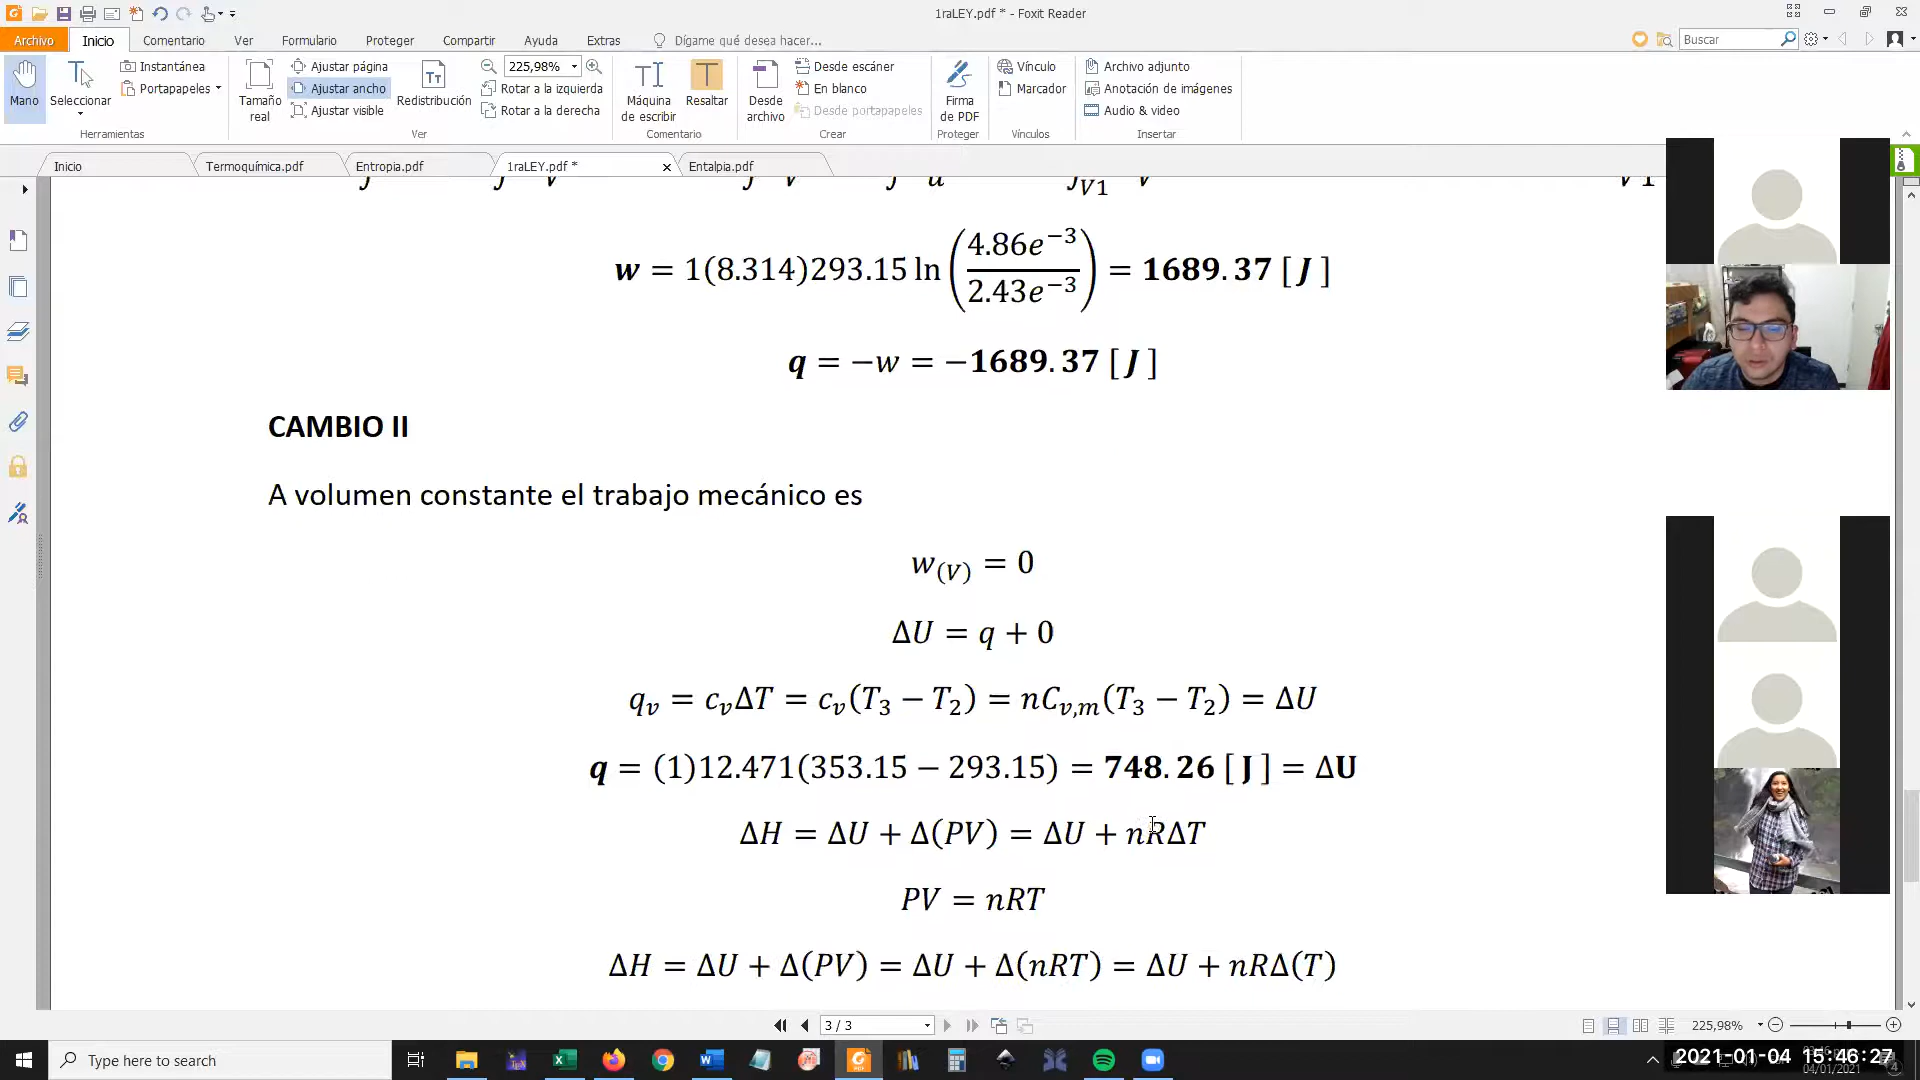 1raLEY.pdf * - Foxit Reader
Archivo Inicio Comentario Ver Formulario Proteger Compartir Ayuda Extras Dígame qué desea hacer... Buscar
Mano
Seleccionar
Instantánea
Portapapeles
Herramientas
Tamaño real
Ajustar página
Ajustar ancho
Ajustar visible
Redistribución
225,98%
Rotar a la izquierda
Rotar a la derecha
Ver
Máquina de escribir
Resaltar
Comentario
Desde archivo
Desde escáner
En blanco
Desde portapapeles
Crear
Firma de PDF
Proteger
Vínculo
Marcador
Vínculos
Archivo adjunto
Anotación de imágenes
Audio & video
Insertar
Inicio Termoquímica.pdf Entropia.pdf 1raLEY.pdf * Entalpia.pdf
w = 1(8.314)293.15 ln(4.86e⁻³/2.43e⁻³) = 1689.37 [J]
q = −w = −1689.37 [J]
CAMBIO II
A volumen constante el trabajo mecánico es
w(V) = 0
ΔU = q + 0
qv = cvΔT = cv(T3 − T2) = nCv,m(T3 − T2) = ΔU
q = (1)12.471(353.15 − 293.15) = 748.26 [J] = ΔU
ΔH = ΔU + Δ(PV) = ΔU + nRΔT
PV = nRT
ΔH = ΔU + Δ(PV) = ΔU + Δ(nRT) = ΔU + nRΔ(T)
3 / 3
225,98%
Type here to search
2021-01-04 15:46:27
04/01/2021